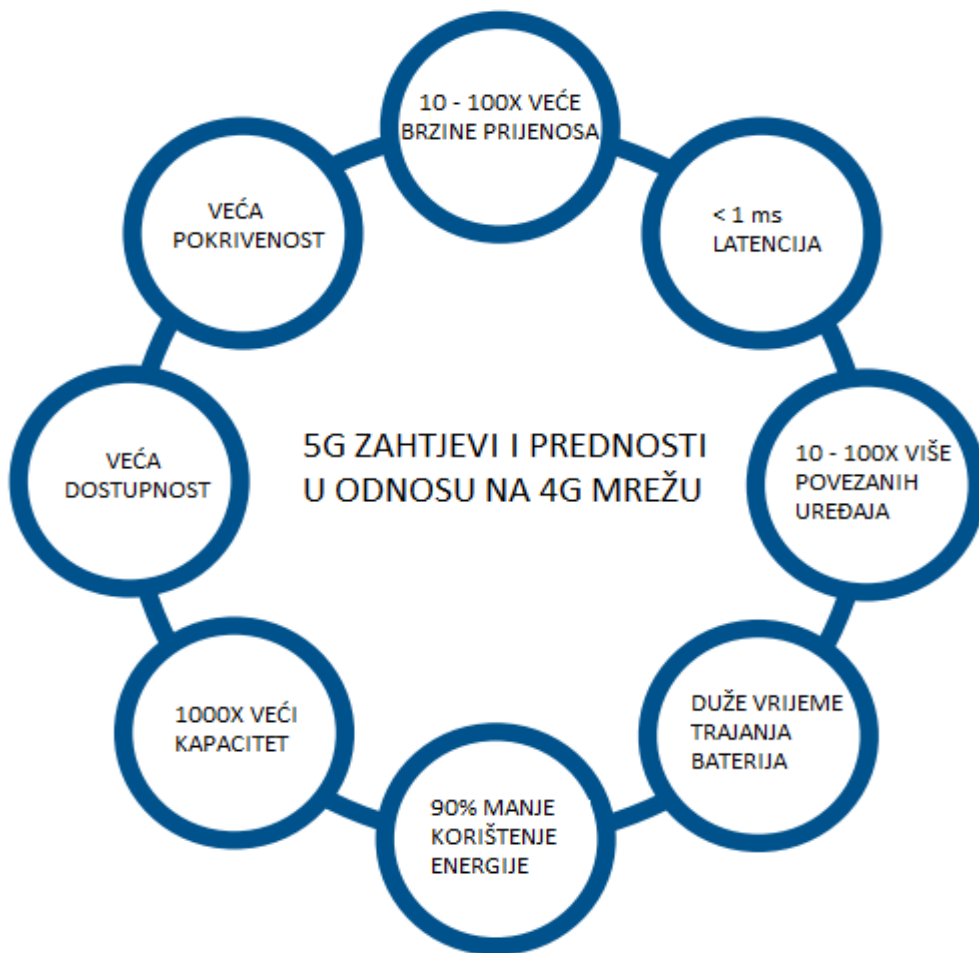 10 - 100X VEĆE
BRZINE PRIJENOSA
< 1 ms
LATENCIJA
10 - 100X VIŠE
POVEZANIH
UREĐAJA
DUŽE VRIJEME
TRAJANJA
BATERIJA
90% MANJE
KORIŠTENJE
ENERGIJE
1000X VEĆI
KAPACITET
VEĆA
DOSTUPNOST
VEĆA
POKRIVENOST
5G ZAHTJEVI I PREDNOSTI
U ODNOSU NA 4G MREŽU